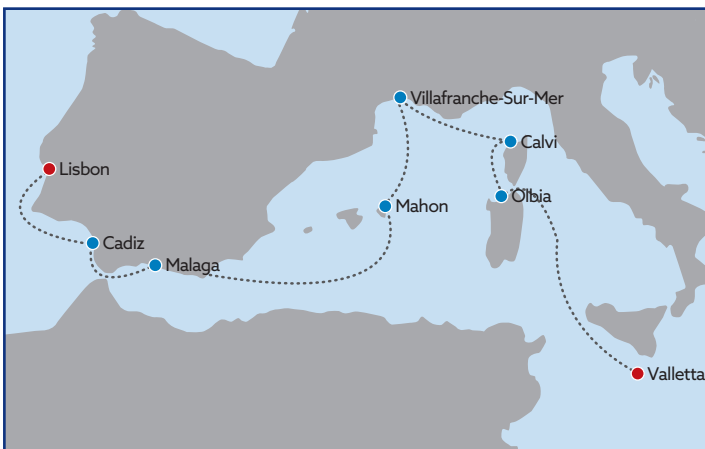 Villafranche-Sur-Mer
Calvi
Lisbon
Olbia
Mahon
Cadiz
Malaga
Valletta